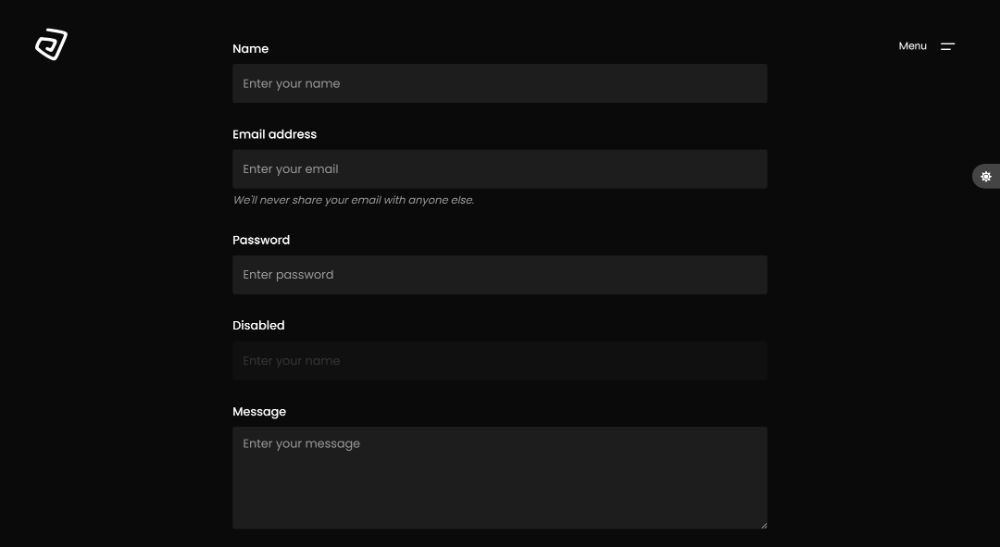 Menu
Name
Enter your name
Email address
Enter your email
We'll never share your email with anyone else.
Password
Enter password
Disabled
Enter your name
Message
Enter your message